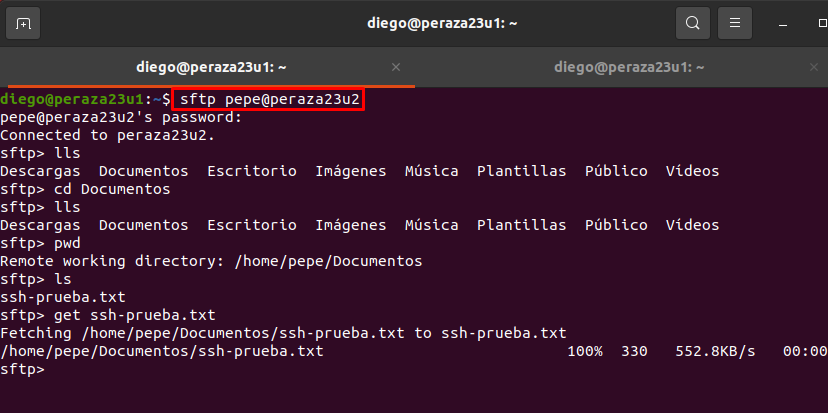 diego@peraza23u1: ~
diego@peraza23u1: ~ × diego@peraza23u1: ~ ×
diego@peraza23u1:~$ sftp pepe@peraza23u2
pepe@peraza23u2's password:
Connected to peraza23u2.
sftp> lls
Descargas  Documentos  Escritorio  Imágenes  Música  Plantillas  Público  Vídeos
sftp> cd Documentos
sftp> lls
Descargas  Documentos  Escritorio  Imágenes  Música  Plantillas  Público  Vídeos
sftp> pwd
Remote working directory: /home/pepe/Documentos
sftp> ls
ssh-prueba.txt
sftp> get ssh-prueba.txt
Fetching /home/pepe/Documentos/ssh-prueba.txt to ssh-prueba.txt
/home/pepe/Documentos/ssh-prueba.txt 100% 330 552.8KB/s 00:00
sftp>